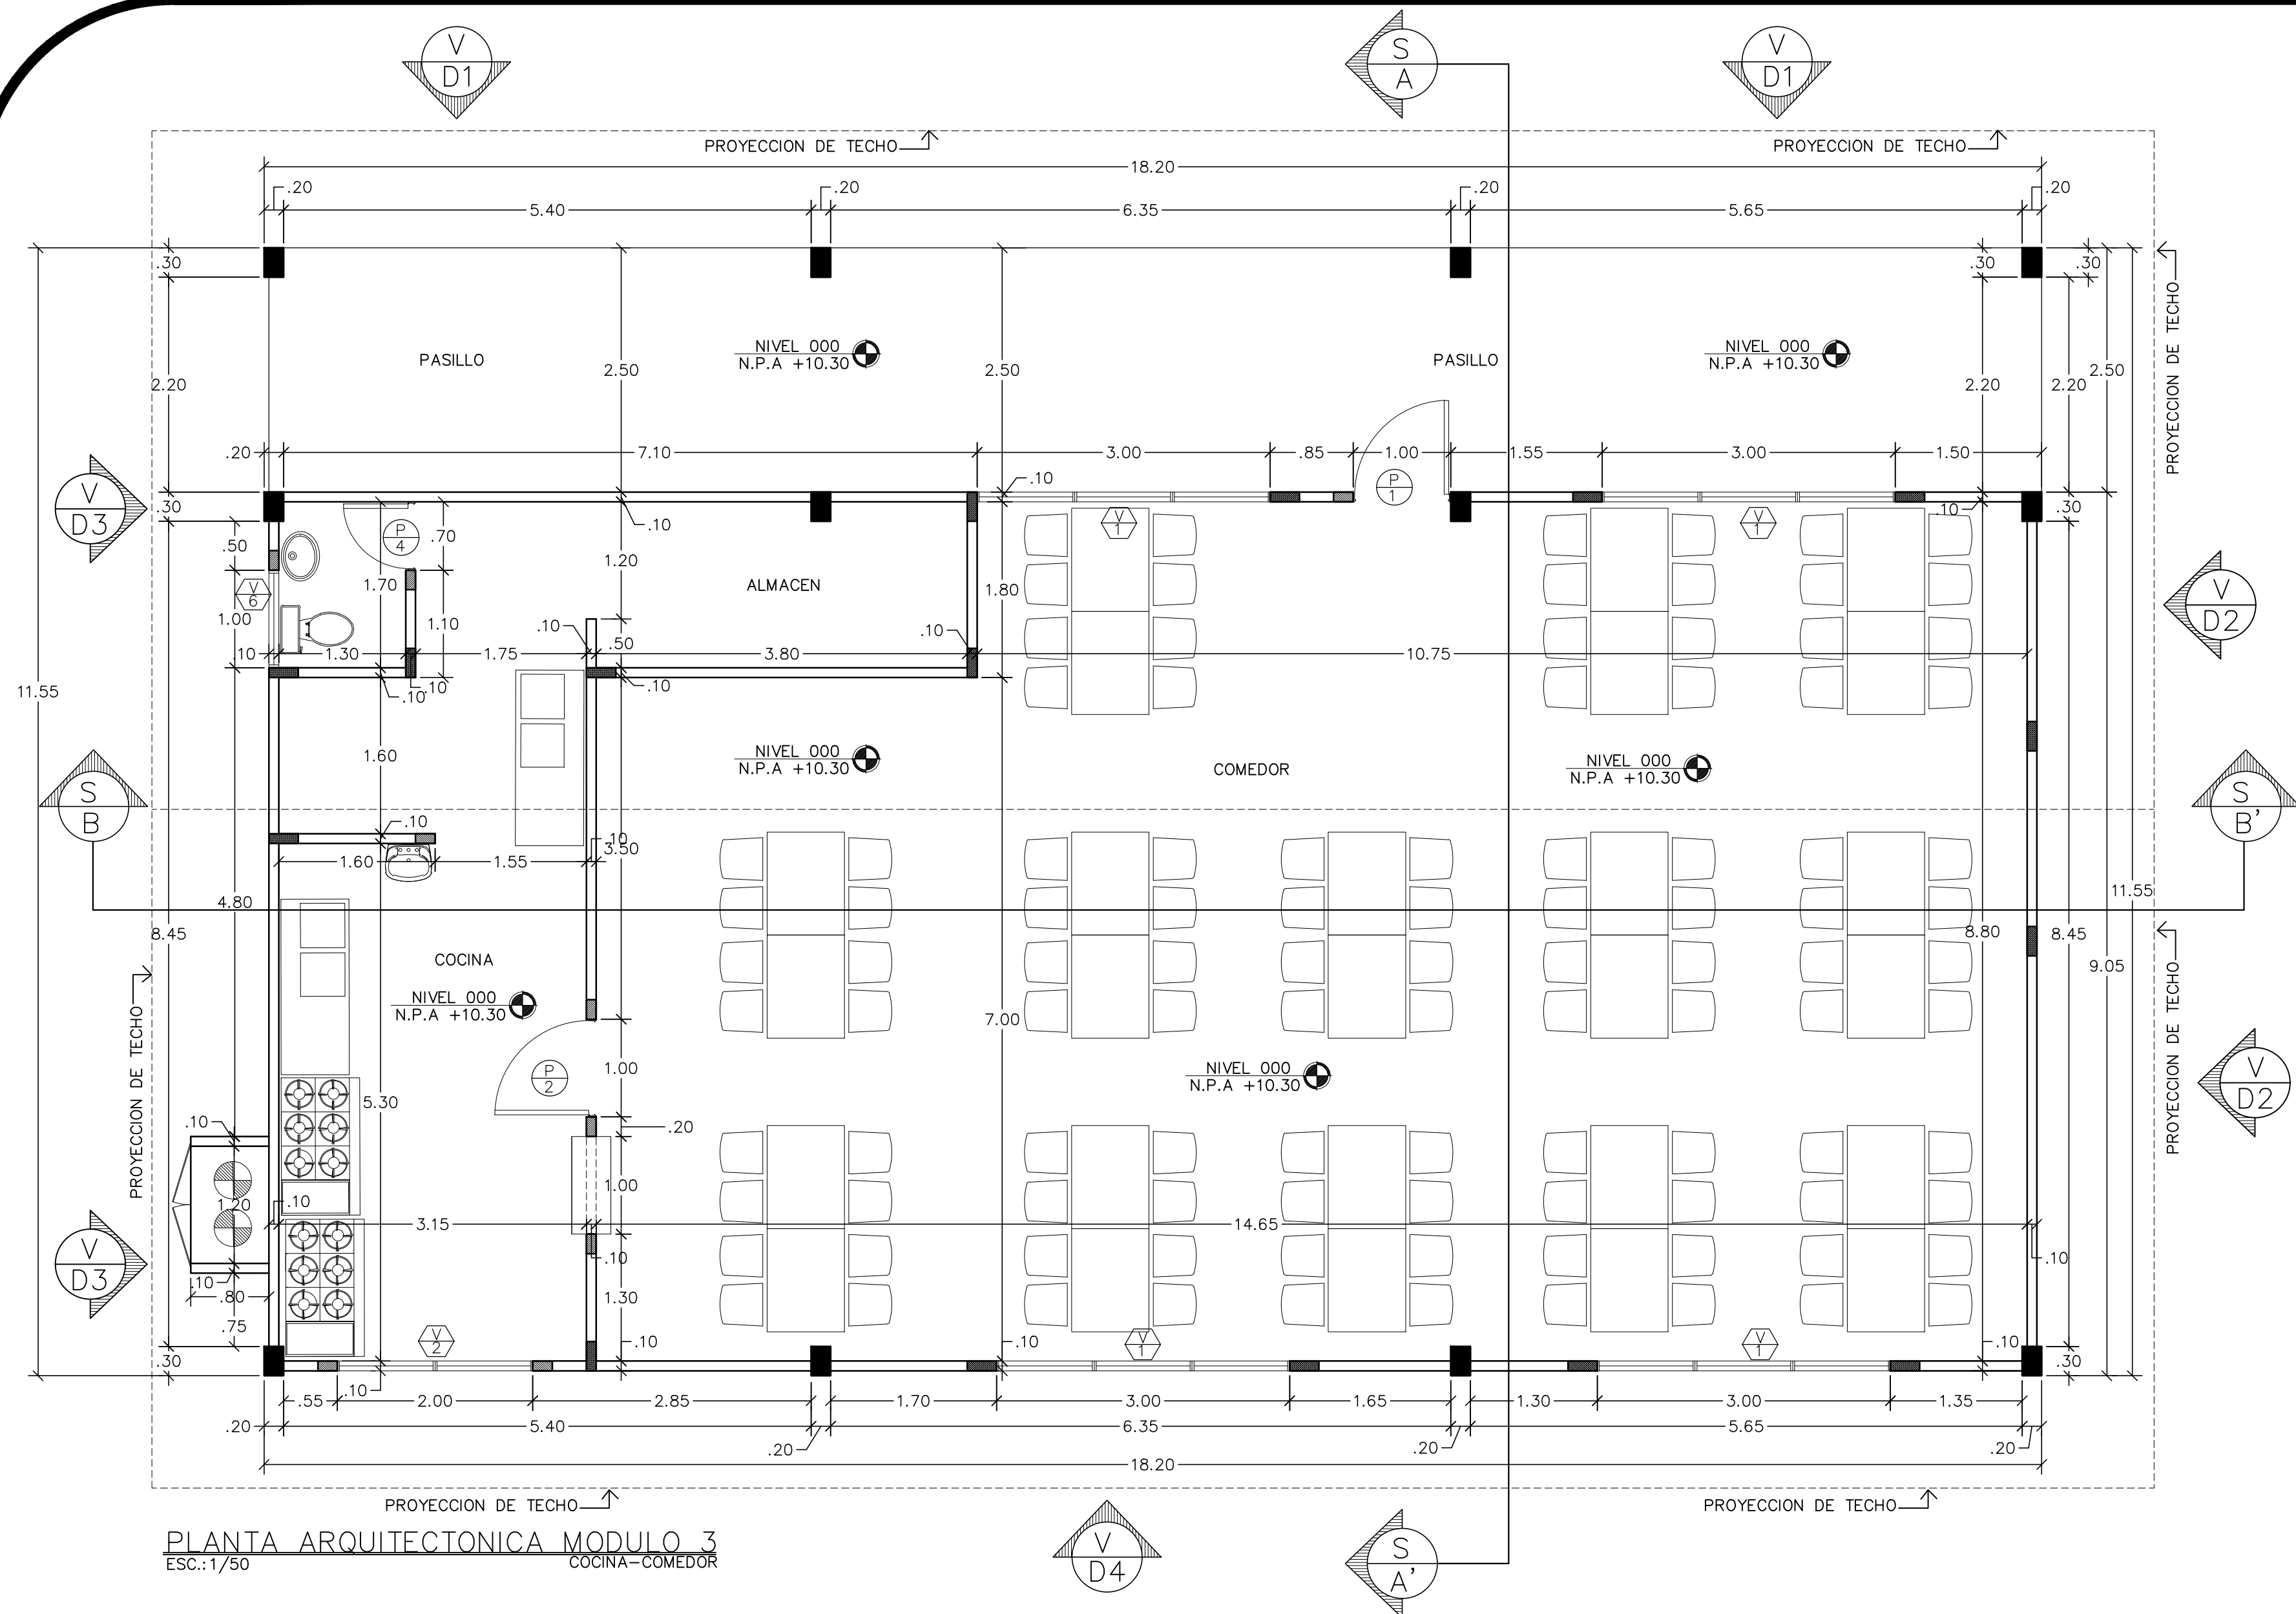 V
D1
S
A
V
D1
PROYECCION DE TECHO
PROYECCION DE TECHO
18.20
.20
.20
.20
.20
5.40
6.35
5.65
.30
.30
.30
PROYECCION DE TECHO
PASILLO
NIVEL 000
N.P.A +10.30
PASILLO
NIVEL 000
N.P.A +10.30
2.20
2.50
2.50
2.20
2.20
2.50
.20
7.10
3.00
.85
1.00
1.55
3.00
1.50
V
D3
.30
.10
P
1
.10
.30
.10
V
1
V
1
.50
P
4
.70
1.20
1.70
ALMACEN
1.80
V
6
1.00
1.10
.10
.50
.10
V
D2
.10
1.30
1.75
3.80
10.75
.10
.10
.10
11.55
NIVEL 000
N.P.A +10.30
COMEDOR
NIVEL 000
N.P.A +10.30
1.60
S
B
S
B'
.10
.10
3.50
1.60
1.55
4.80
8.45
8.80
8.45
11.55
9.05
COCINA
NIVEL 000
N.P.A +10.30
7.00
PROYECCION DE TECHO
PROYECCION DE TECHO
P
2
1.00
NIVEL 000
N.P.A +10.30
V
D2
5.30
.10
.20
1.20
.10
1.00
3.15
14.65
V
D3
.10
.10
.10
.80
1.30
.75
V
2
.10
.10
V
1
V
1
.10
.30
.30
.10
.55
2.00
2.85
1.70
3.00
1.65
1.30
3.00
1.35
.20
5.40
.20
6.35
.20
5.65
.20
18.20
PROYECCION DE TECHO
PROYECCION DE TECHO
PLANTA ARQUITECTONICA MODULO 3
ESC.:1/50
COCINA-COMEDOR
V
D4
S
A'